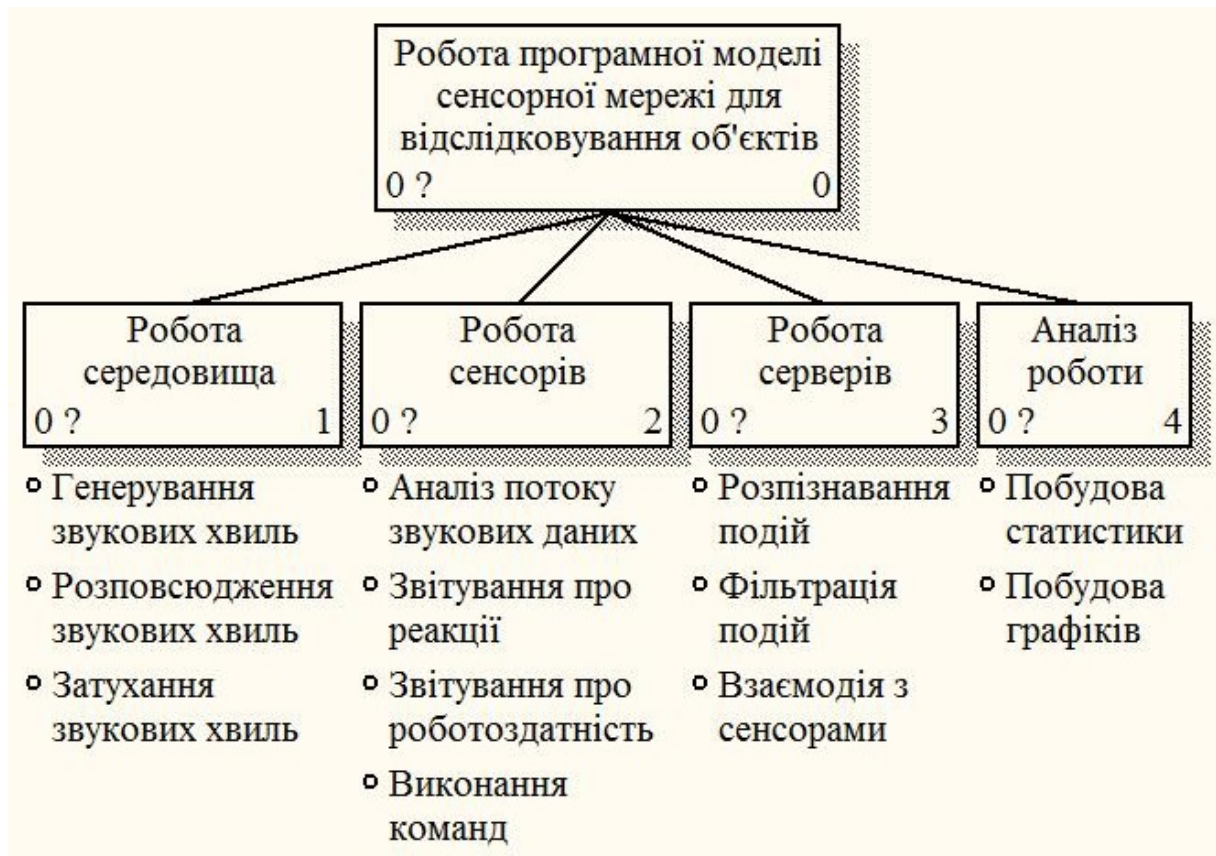 Робота програмної моделі
сенсорної мережі для
відслідковування об'єктів
0 ? 0
Робота
середовища
0 ? 1
Генерування
звукових хвиль
Розповсюдження
звукових хвиль
Затухання
звукових хвиль
Робота
сенсорів
0 ? 2
Аналіз потоку
звукових даних
Звітування про
реакції
Звітування про
роботоздатність
Виконання
команд
Робота
серверів
0 ? 3
Розпізнавання
подій
Фільтрація
подій
Взаємодія з
сенсорами
Аналіз
роботи
0 ? 4
Побудова
статистики
Побудова
графіків